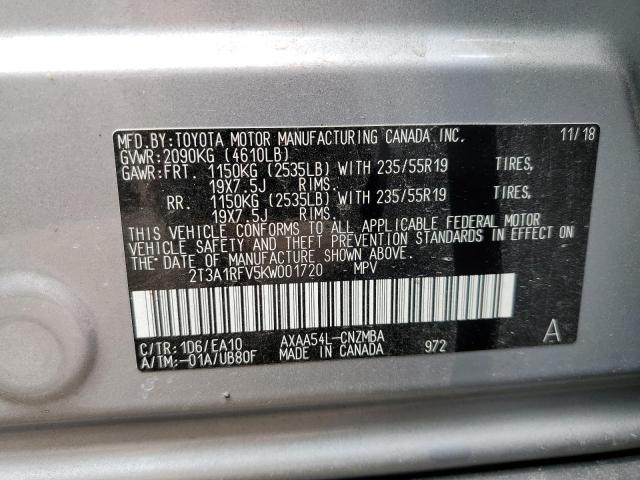 MFD.BY:TOYOTA MOTOR MANUFACTURING CANADA INC. 11/18
GVWR:2090KG (4610LB)
GAWR:FRT. 1150KG (2535LB) WITH 235/55R19 TIRES,
19X7.5J RIMS.
RR. 1150KG (2535LB) WITH 235/55R19 TIRES,
19X7.5J RIMS.
THIS VEHICLE CONFORMS TO ALL APPLICABLE FEDERAL MOTOR
VEHICLE SAFETY AND THEFT PREVENTION STANDARDS IN EFFECT ON
THE DATE OF MANUFACTURE SHOWN ABOVE.
2T3A1RFV5KW001720 MPV
C/TR:1D6/EA10 AXAA54L-CNZMBA A
A/TM:-01A/UB80F MADE IN CANADA 972